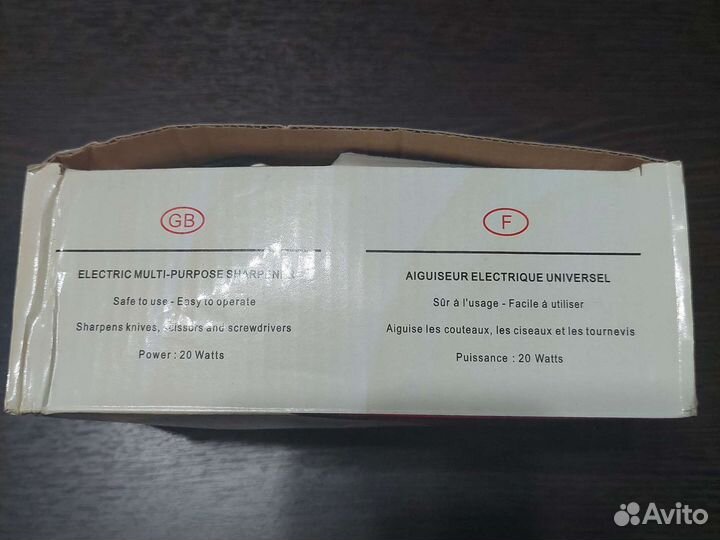 GB
ELECTRIC MULTI-PURPOSE SHARPENER
Safe to use - Easy to operate
Sharpens knives, scissors and screwdrivers
Power : 20 Watts
F
AIGUISEUR ELECTRIQUE UNIVERSEL
Sûr à l'usage - Facile à utiliser
Aiguise les couteaux, les ciseaux et les tournevis
Puissance : 20 Watts
Avito